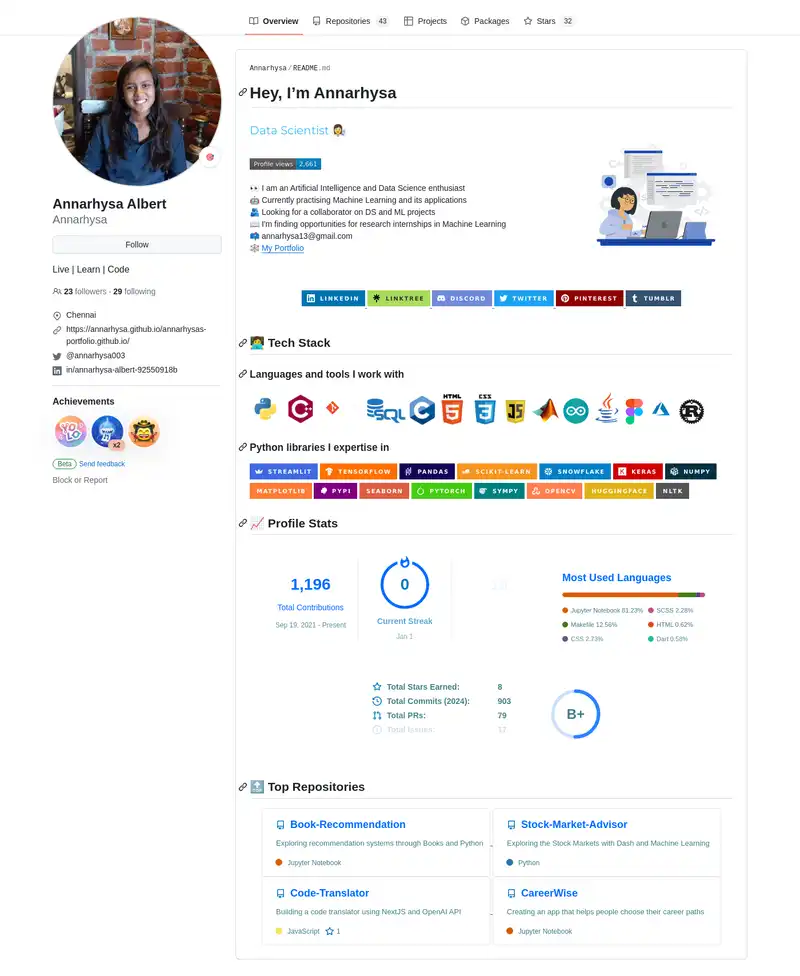 Overview
Repositories 43
Projects
Packages
Stars 32
Annarhysa Albert
Annarhysa
Follow
Live | Learn | Code
23 followers · 29 following
Chennai
https://annarhysa.github.io/annarhysas-
portfolio.github.io/
@annarhysa003
in/annarhysa-albert-92550918b
Achievements
YOLO
x2
Beta Send feedback
Block or Report
Annarhysa / README.md
Hey, I'm Annarhysa
Data Scientist
Profile views 2,661
I am an Artificial Intelligence and Data Science enthusiast
Currently practising Machine Learning and its applications
Looking for a collaborator on DS and ML projects
I'm finding opportunities for research internships in Machine Learning
annarhysa13@gmail.com
My Portfolio
LINKEDIN LINKTREE DISCORD TWITTER PINTEREST TUMBLR
Tech Stack
Languages and tools I work with
SQL HTML 5 CSS 3 JS Java R
Python libraries I expertise in
STREAMLIT TENSORFLOW PANDAS SCIKIT-LEARN SNOWFLAKE KERAS NUMPY
MATPLOTLIB PYPI SEABORN PYTORCH SYMPY OPENCV HUGGINGFACE NLTK
Profile Stats
1,196
Total Contributions
Sep 19, 2021 - Present
0
Current Streak
Jan 1
Most Used Languages
Jupyter Notebook 81.23%
SCSS 2.28%
Makefile 12.56%
HTML 0.62%
CSS 2.73%
Dart 0.58%
Total Stars Earned: 8
Total Commits (2024): 903
Total PRs: 79
Total Issues: 17
B+
Top Repositories
Book-Recommendation
Exploring recommendation systems through Books and Python
Jupyter Notebook
Stock-Market-Advisor
Exploring the Stock Markets with Dash and Machine Learning
Python
Code-Translator
Building a code translator using NextJS and OpenAI API
JavaScript 1
CareerWise
Creating an app that helps people choose their career paths
Jupyter Notebook